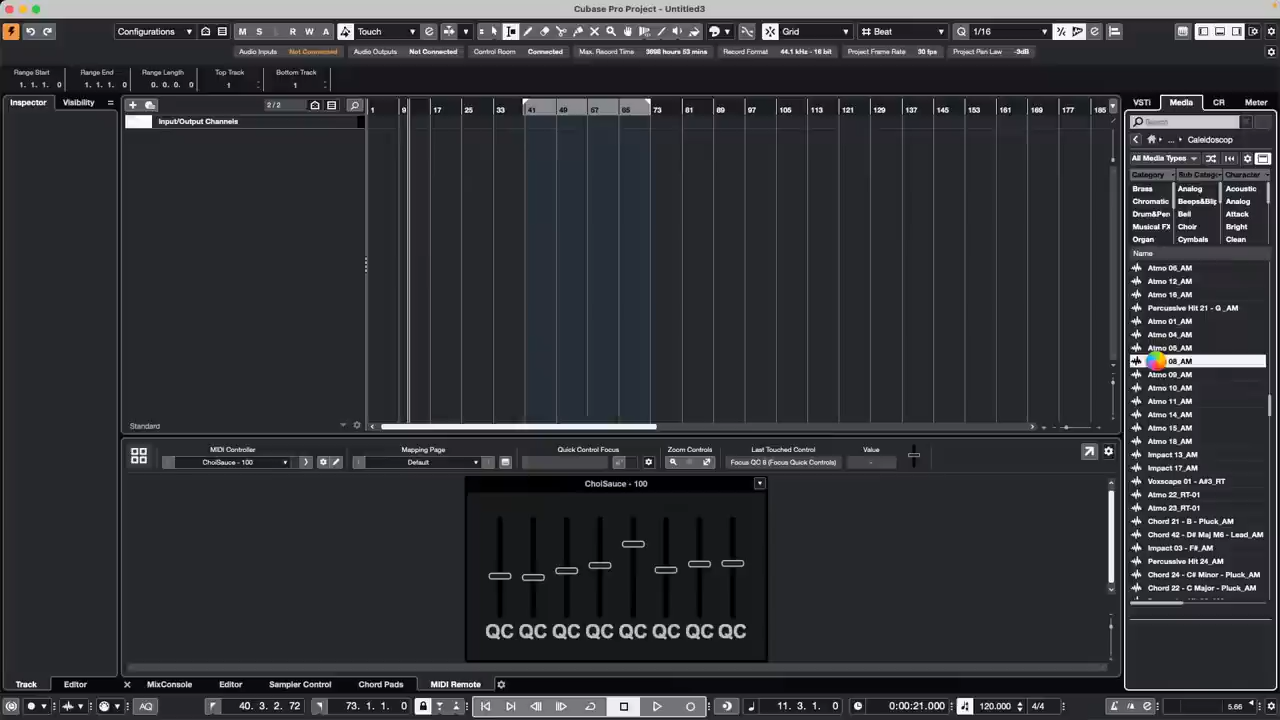 Cubase Pro Project - Untitled3
Configurations M S L R W A Touch Grid Beat Q 1/16
Audio Inputs Not Connected Audio Outputs Not Connected Control Room Connected Max. Record Time 3698 hours 53 mins Record Format 44.1 kHz - 16 bit Project Frame Rate 30 fps Project Pan Law -3dB
Range Start Range End Range Length Top Track Bottom Track
1. 1. 1. 0 1. 1. 1. 0 0. 0. 0. 0 1 1
Inspector Visibility
2/2
1 9 17 25 33 41 49 57 65 73 81 89 97 105 113 121 129 137 145 153 161 169 177 185
Input/Output Channels
Standard
VSTi Media CR Meter
Search
... Caleidoscop
All Media Types
Category Sub Catego Character
Brass Analog Acoustic
Chromatic Beeps&Blip Analog
Drum&Per Bell Attack
Musical FX Choir Bright
Organ Cymbals Clean
Name
Atmo 06_AM
Atmo 12_AM
Atmo 16_AM
Percussive Hit 21 - G _AM
Atmo 01_AM
Atmo 04_AM
Atmo 05_AM
08_AM
Atmo 09_AM
Atmo 10_AM
Atmo 11_AM
Atmo 14_AM
Atmo 15_AM
Atmo 18_AM
Impact 13_AM
Impact 17_AM
Voxscape 01 - A#3_RT
Atmo 22_RT-01
Atmo 23_RT-01
Chord 21 - B - Pluck_AM
Chord 42 - D# Maj M6 - Lead_AM
Impact 03 - F#_AM
Percussive Hit 24_AM
Chord 24 - C# Minor - Pluck_AM
Chord 22 - C Major - Pluck_AM
MIDI Controller Mapping Page Quick Control Focus Zoom Controls Last Touched Control Value
ChoiSauce - 100 Default Focus QC 8 (Focus Quick Controls) -
ChoiSauce - 100
QC QC QC QC QC QC QC QC
Track Editor MixConsole Editor Sampler Control Chord Pads MIDI Remote
AQ 40. 3. 2. 72 73. 1. 1. 0 11. 3. 1. 0 0:00:21.000 120.000 4/4 5.66